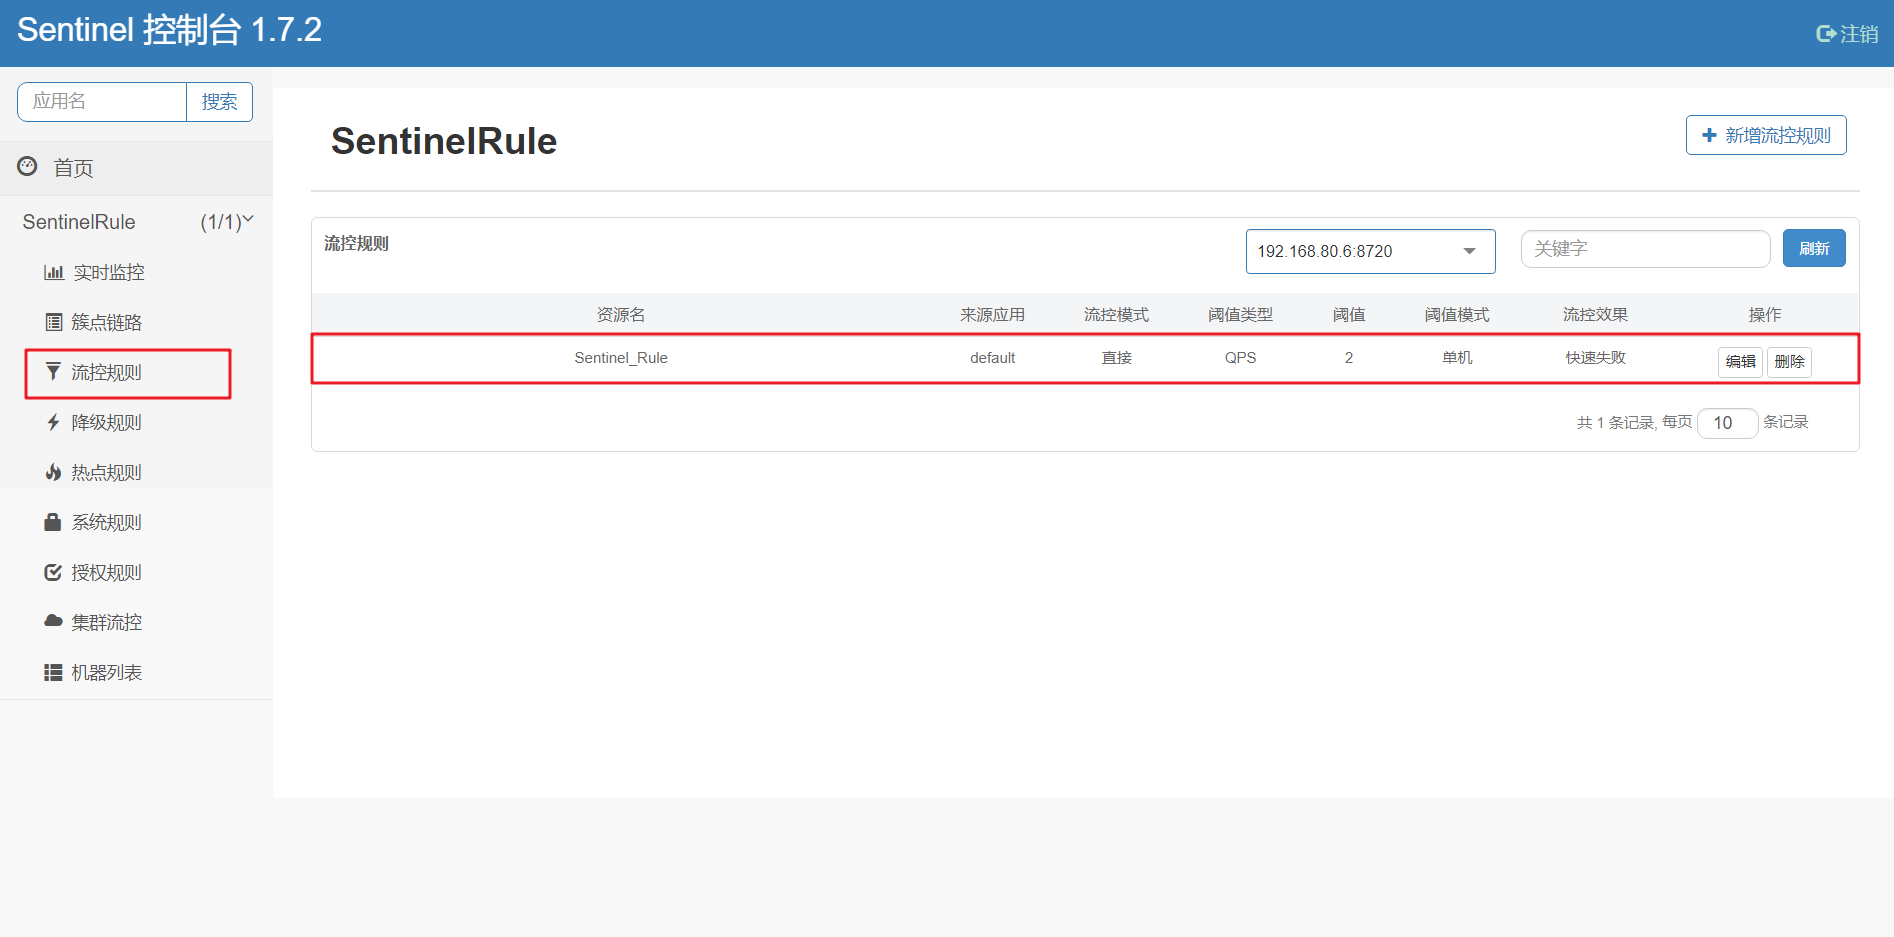 Sentinel 控制台 1.7.2
注销
应用名 搜索
首页
SentinelRule (1/1)
实时监控
簇点链路
流控规则
降级规则
热点规则
系统规则
授权规则
集群流控
机器列表
SentinelRule
新增流控规则
流控规则 192.168.80.6:8720 关键字 刷新
资源名 来源应用 流控模式 阈值类型 阈值 阈值模式 流控效果 操作
Sentinel_Rule default 直接 QPS 2 单机 快速失败 编辑 删除
共 1 条记录, 每页 10 条记录